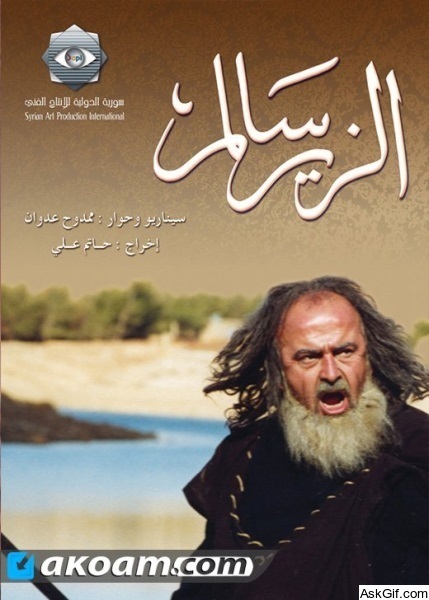 سورية الدولية للإنتاج الفني
Syrian Art Production International
الزير سالم
سيناريو وحوار : ممدوح عدوان
إخراج : حاتم علي
akoam.com
AskGif.com